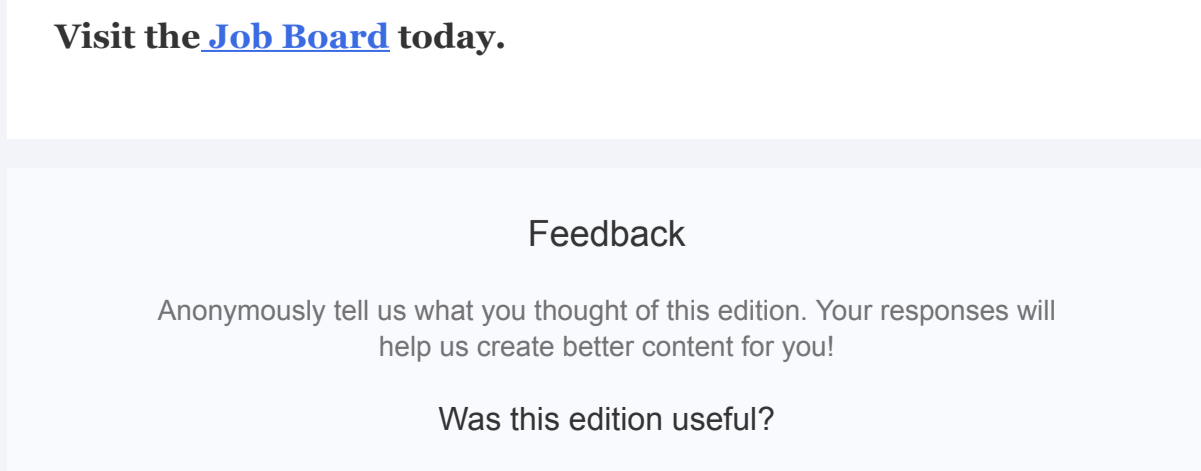 Visit the Job Board today.
Feedback
Anonymously tell us what you thought of this edition. Your responses will
help us create better content for you!
Was this edition useful?